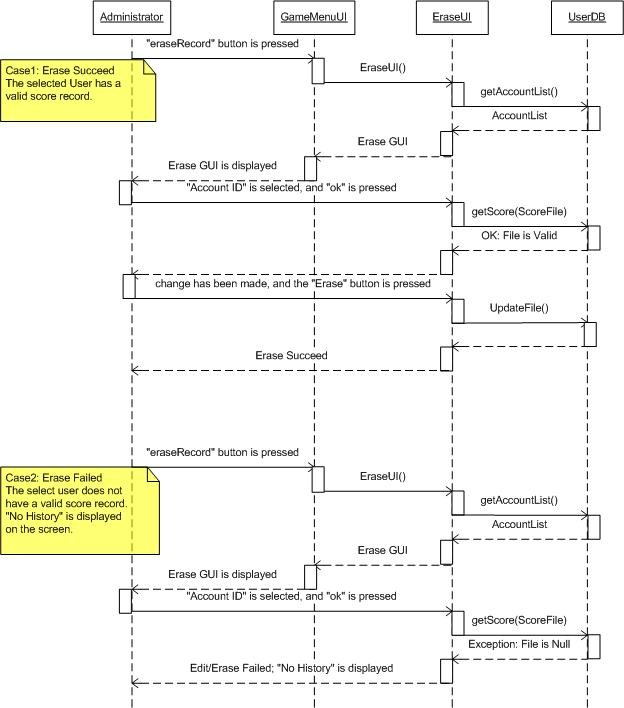 Administrator
GameMenuUI
EraseUI
UserDB
"eraseRecord" button is pressed
Case1: Erase Succeed
The selected User has a
valid score record.
EraseUI()
getAccountList()
AccountList
Erase GUI
Erase GUI is displayed
"Account ID" is selected, and "ok" is pressed
getScore(ScoreFile)
OK: File is Valid
change has been made, and the "Erase" button is pressed
UpdateFile()
Erase Succeed
"eraseRecord" button is pressed
Case2: Erase Failed
The select user does not
have a valid score record.
"No History" is displayed
on the screen.
EraseUI()
getAccountList()
AccountList
Erase GUI
Erase GUI is displayed
"Account ID" is selected, and "ok" is pressed
getScore(ScoreFile)
Exception: File is Null
Edit/Erase Failed; "No History" is displayed